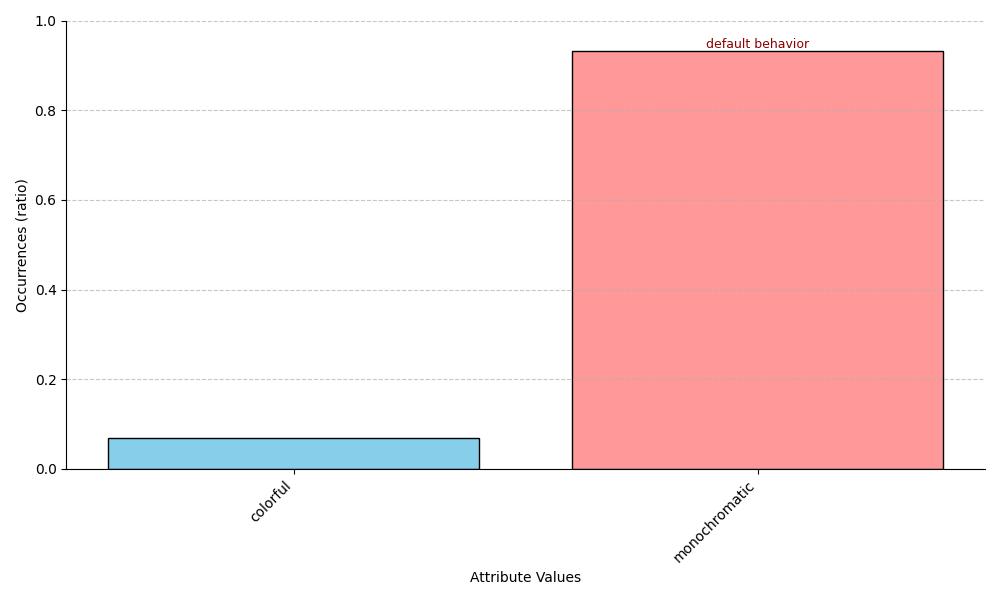 1.0
default behavior
0.8
0.6
0.4
0.2
0.0
Occurrences (ratio)
colorful
monochromatic
Attribute Values